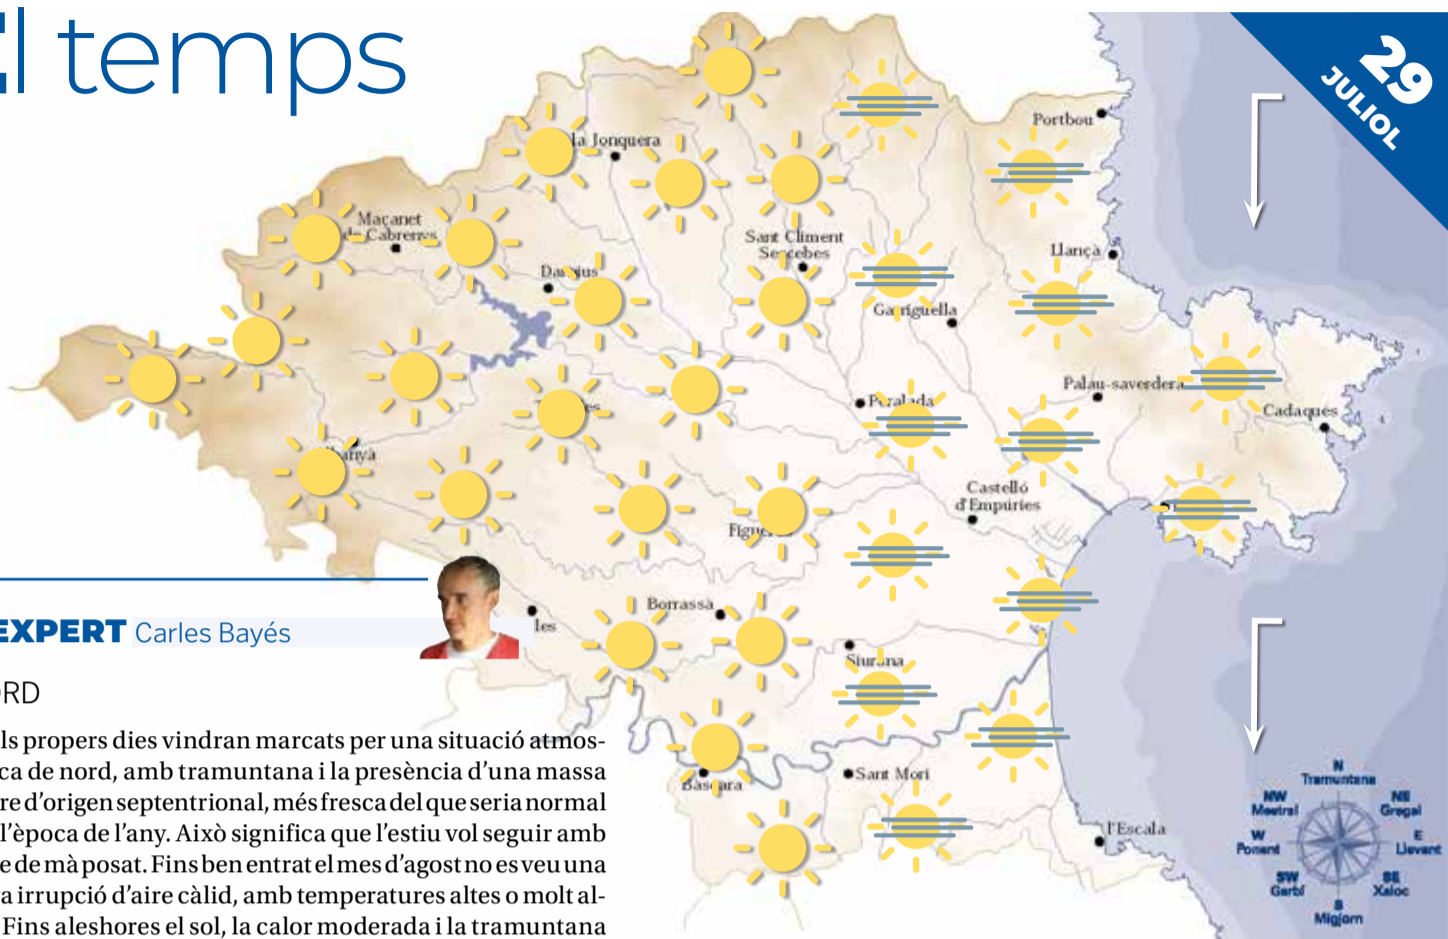 El temps
29
JULIOL
Portbou
la Jonquera
Maçanet
de Cabrenys
Sant Climent
Sescebes
Llançà
Darnius
Garriguella
Palau-saverdera
Peralada
Cadaqués
Castelló
d'Empúries
Borrassà
les
Siurana
Bàscara
Sant Mori
l'Escala
N
Tramuntana
NW
Mestral
NE
Gregal
W
Ponent
E
Llevant
SW
Garbí
SE
Xaloc
S
Migjorn
EXPERT Carles Bayés
ORD
ls propers dies vindran marcats per una situació atmos-
ca de nord, amb tramuntana i la presència d'una massa
re d'origen septentrional, més fresca del que seria normal
l'època de l'any. Això significa que l'estiu vol seguir amb
e de mà posat. Fins ben entrat el mes d'agost no es veu una
a irrupció d'aire càlid, amb temperatures altes o molt al-
Fins aleshores el sol, la calor moderada i la tramuntana